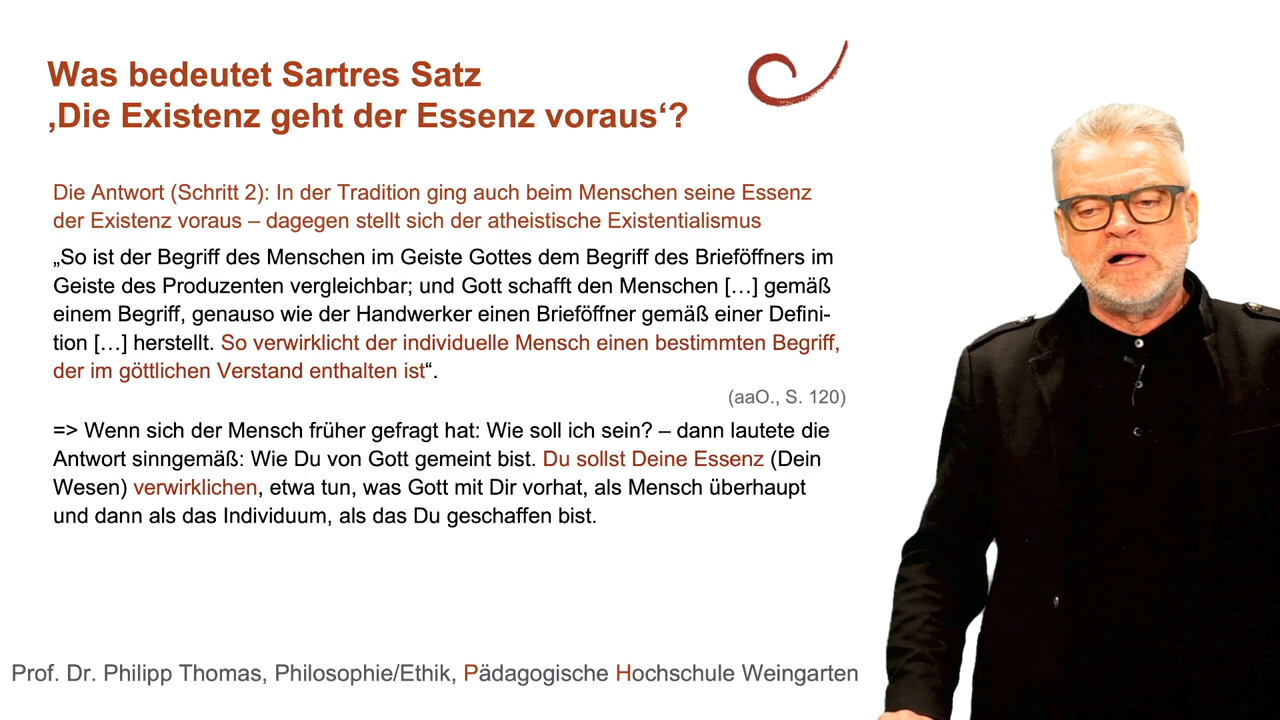 Was bedeutet Sartres Satz
‚Die Existenz geht der Essenz voraus‘?
Die Antwort (Schritt 2): In der Tradition ging auch beim Menschen seine Essenz
der Existenz voraus – dagegen stellt sich der atheistische Existentialismus
„So ist der Begriff des Menschen im Geiste Gottes dem Begriff des Brieföffners im
Geiste des Produzenten vergleichbar; und Gott schafft den Menschen […] gemäß
einem Begriff, genauso wie der Handwerker einen Brieföffner gemäß einer Defini-
tion […] herstellt. So verwirklicht der individuelle Mensch einen bestimmten Begriff,
der im göttlichen Verstand enthalten ist“.
(aaO., S. 120)
=> Wenn sich der Mensch früher gefragt hat: Wie soll ich sein? – dann lautete die
Antwort sinngemäß: Wie Du von Gott gemeint bist. Du sollst Deine Essenz (Dein
Wesen) verwirklichen, etwa tun, was Gott mit Dir vorhat, als Mensch überhaupt
und dann als das Individuum, als das Du geschaffen bist.
Prof. Dr. Philipp Thomas, Philosophie/Ethik, Pädagogische Hochschule Weingarten